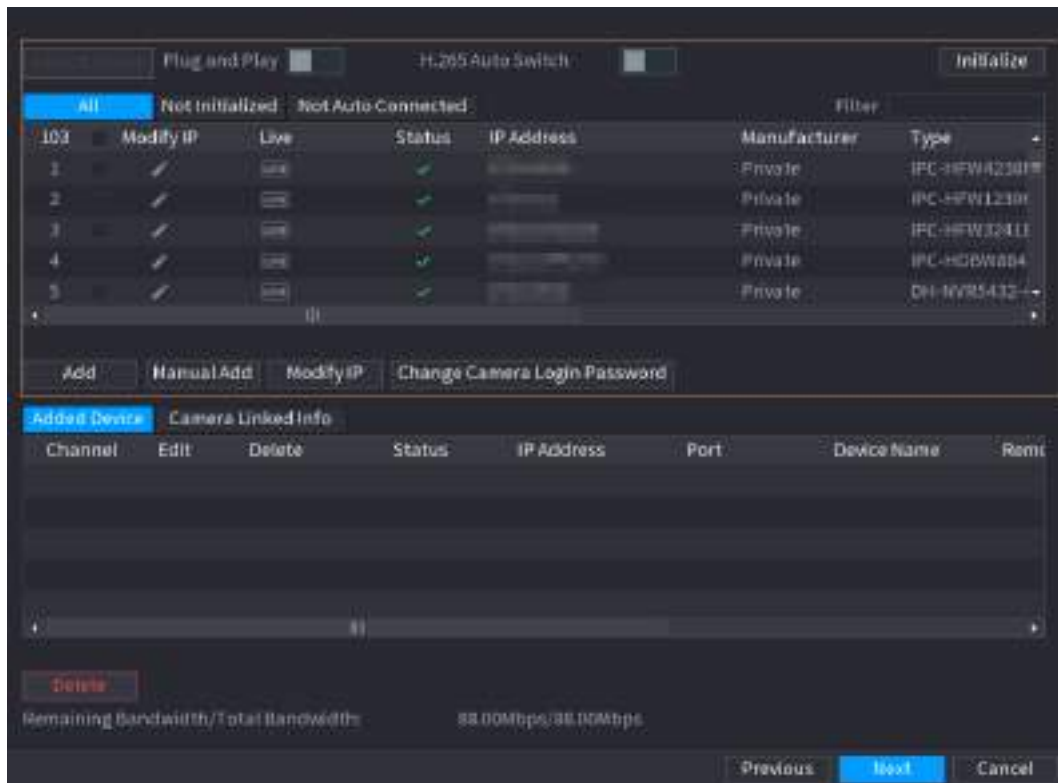 Plug and Play H.265 Auto Switch Initialize
All Not Initialized Not Auto Connected Filter
103 Modify IP Live Status IP Address Manufacturer Type
1 Private
2 Private
3 Private
4 Private
5 Private
Add Manual Add Modify IP Change Camera Login Password
Added Device Camera Linked Info
Channel Edit Delete Status IP Address Port Device Name
Delete
Remaining Bandwidth/Total Bandwidth: 88.00Mbps/88.00Mbps
Previous Next Cancel